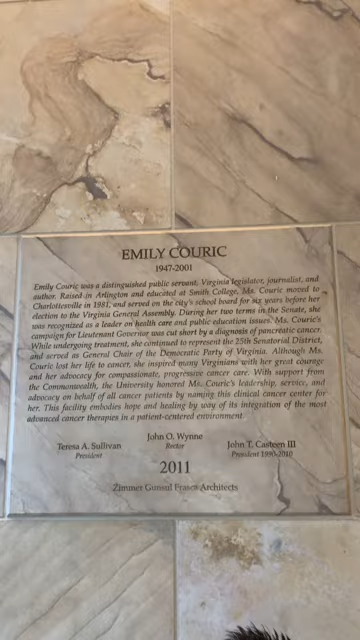 EMILY COURIC
1947-2001
Emily Couric was a distinguished public servant, Virginia legislator, journalist, and
author. Raised in Arlington and educated at Smith College, Ms. Couric moved to
Charlottesville in 1981, and served on the city's school board for six years before her
election to the Virginia General Assembly. During her two terms in the Senate, she
was recognized as a leader on health care and public education issues. Ms. Couric's
campaign for Lieutenant Governor was cut short by a diagnosis of pancreatic cancer.
While undergoing treatment, she continued to represent the 25th Senatorial District,
and served as General Chair of the Democratic Party of Virginia. Although Ms.
Couric lost her life to cancer, she inspired many Virginians with her great courage
and her advocacy for compassionate, progressive cancer care. With support from
the Commonwealth, the University honored Ms. Couric's leadership, service, and
advocacy on behalf of all cancer patients by naming this clinical cancer center for
her. This facility embodies hope and healing by way of its integration of the most
advanced cancer therapies in a patient-centered environment.
Teresa A. Sullivan John O. Wynne John T. Casteen III
President Rector President 1990-2010
2011
Zimmer Gunsul Frasca Architects